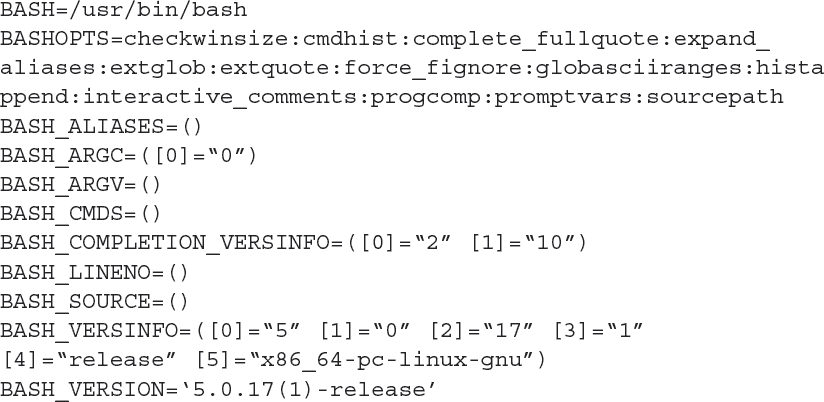 BASH=/usr/bin/bash
BASHOPTS=checkwinsize:cmdhist:complete_fullquote:expand_
aliases:extglob:extquote:force_fignore:globasciiranges:hista
ppend:interactive_comments:progcomp:promptvars:sourcepath
BASH_ALIASES=()
BASH_ARGC=([0]=“0”)
BASH_ARGV=()
BASH_CMDS=()
BASH_COMPLETION_VERSINFO=([0]=“2” [1]=“10”)
BASH_LINENO=()
BASH_SOURCE=()
BASH_VERSINFO=([0]=“5” [1]=“0” [2]=“17” [3]=“1”
[4]=“release” [5]=“x86_64-pc-linux-gnu”)
BASH_VERSION=‘5.0.17(1)-release’